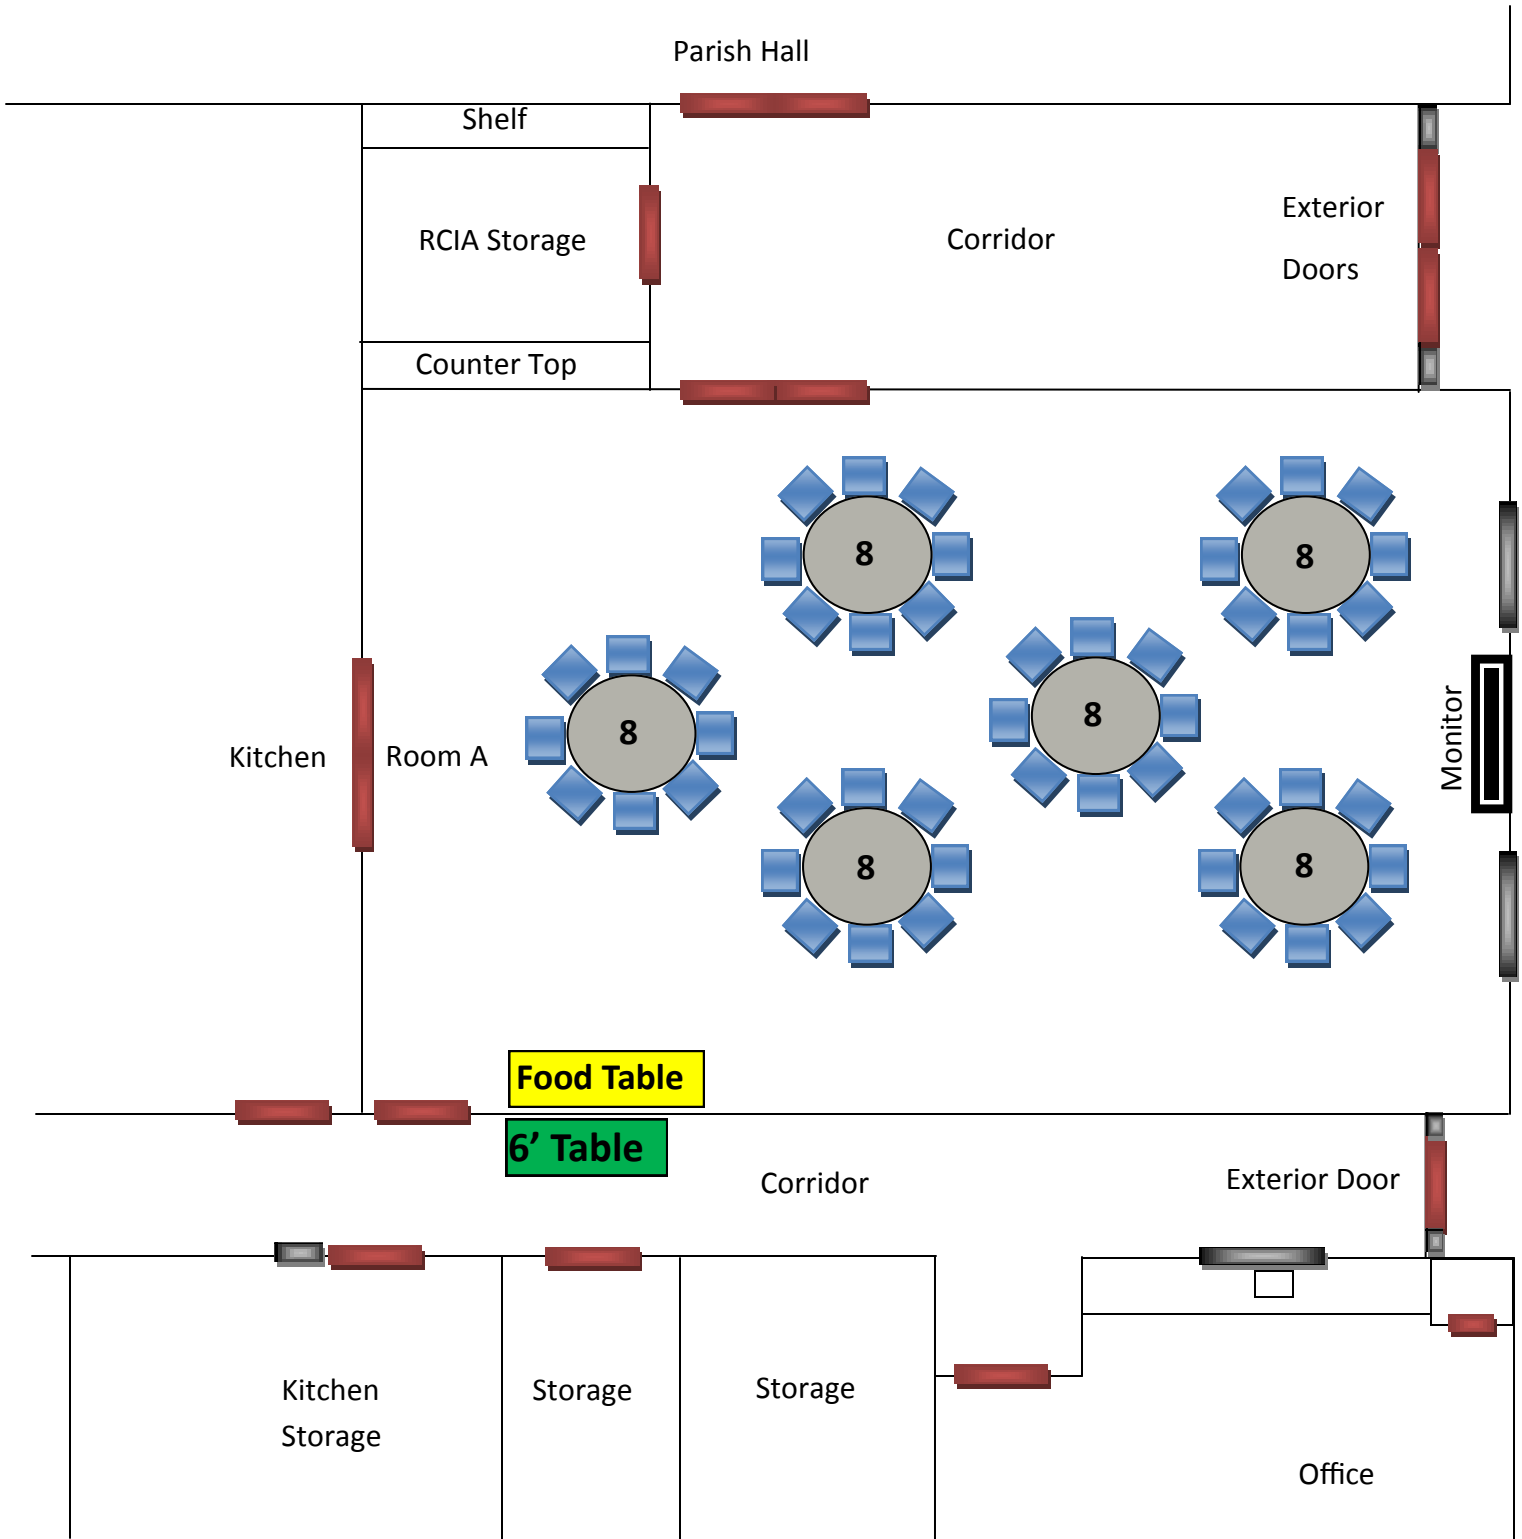 Parish Hall
Shelf
RCIA Storage
Corridor
Exterior
Doors
Counter Top
8
8
8
8
Kitchen
Room A
Monitor
8
8
Food Table
6’ Table
Corridor
Exterior Door
Kitchen
Storage
Storage
Storage
Office